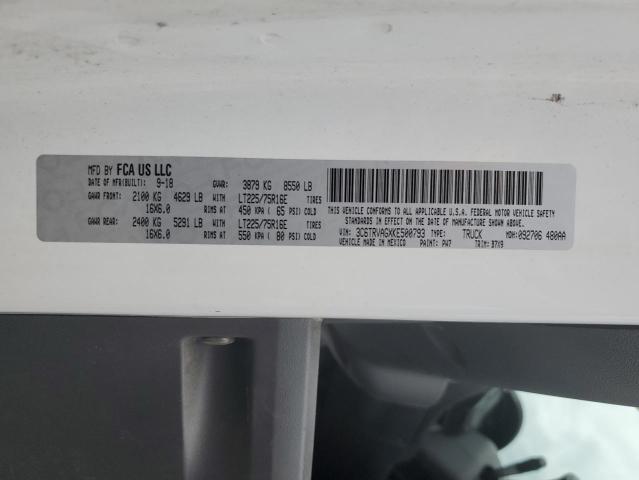 MFD BY FCA US LLC
DATE OF MFR(BUILT): 9-18 GVWR: 3879 KG 8550 LB
GAWR FRONT: 2100 KG 4629 LB WITH LT225/75R16E TIRES
16X6.0 RIMS AT 450 KPA ( 65 PSI) COLD
GAWR REAR: 2400 KG 5291 LB WITH LT225/75R16E TIRES
16X6.0 RIMS AT 550 KPA ( 80 PSI) COLD
THIS VEHICLE CONFORMS TO ALL APPLICABLE U.S.A. FEDERAL MOTOR VEHICLE SAFETY
STANDARDS IN EFFECT ON THE DATE OF MANUFACTURE SHOWN ABOVE.
VIN: 3C6TRVAGXKE500793 TYPE: TRUCK MDH: 092706 480AA
MADE IN MEXICO PAINT: PW7 TRIM: B7X9